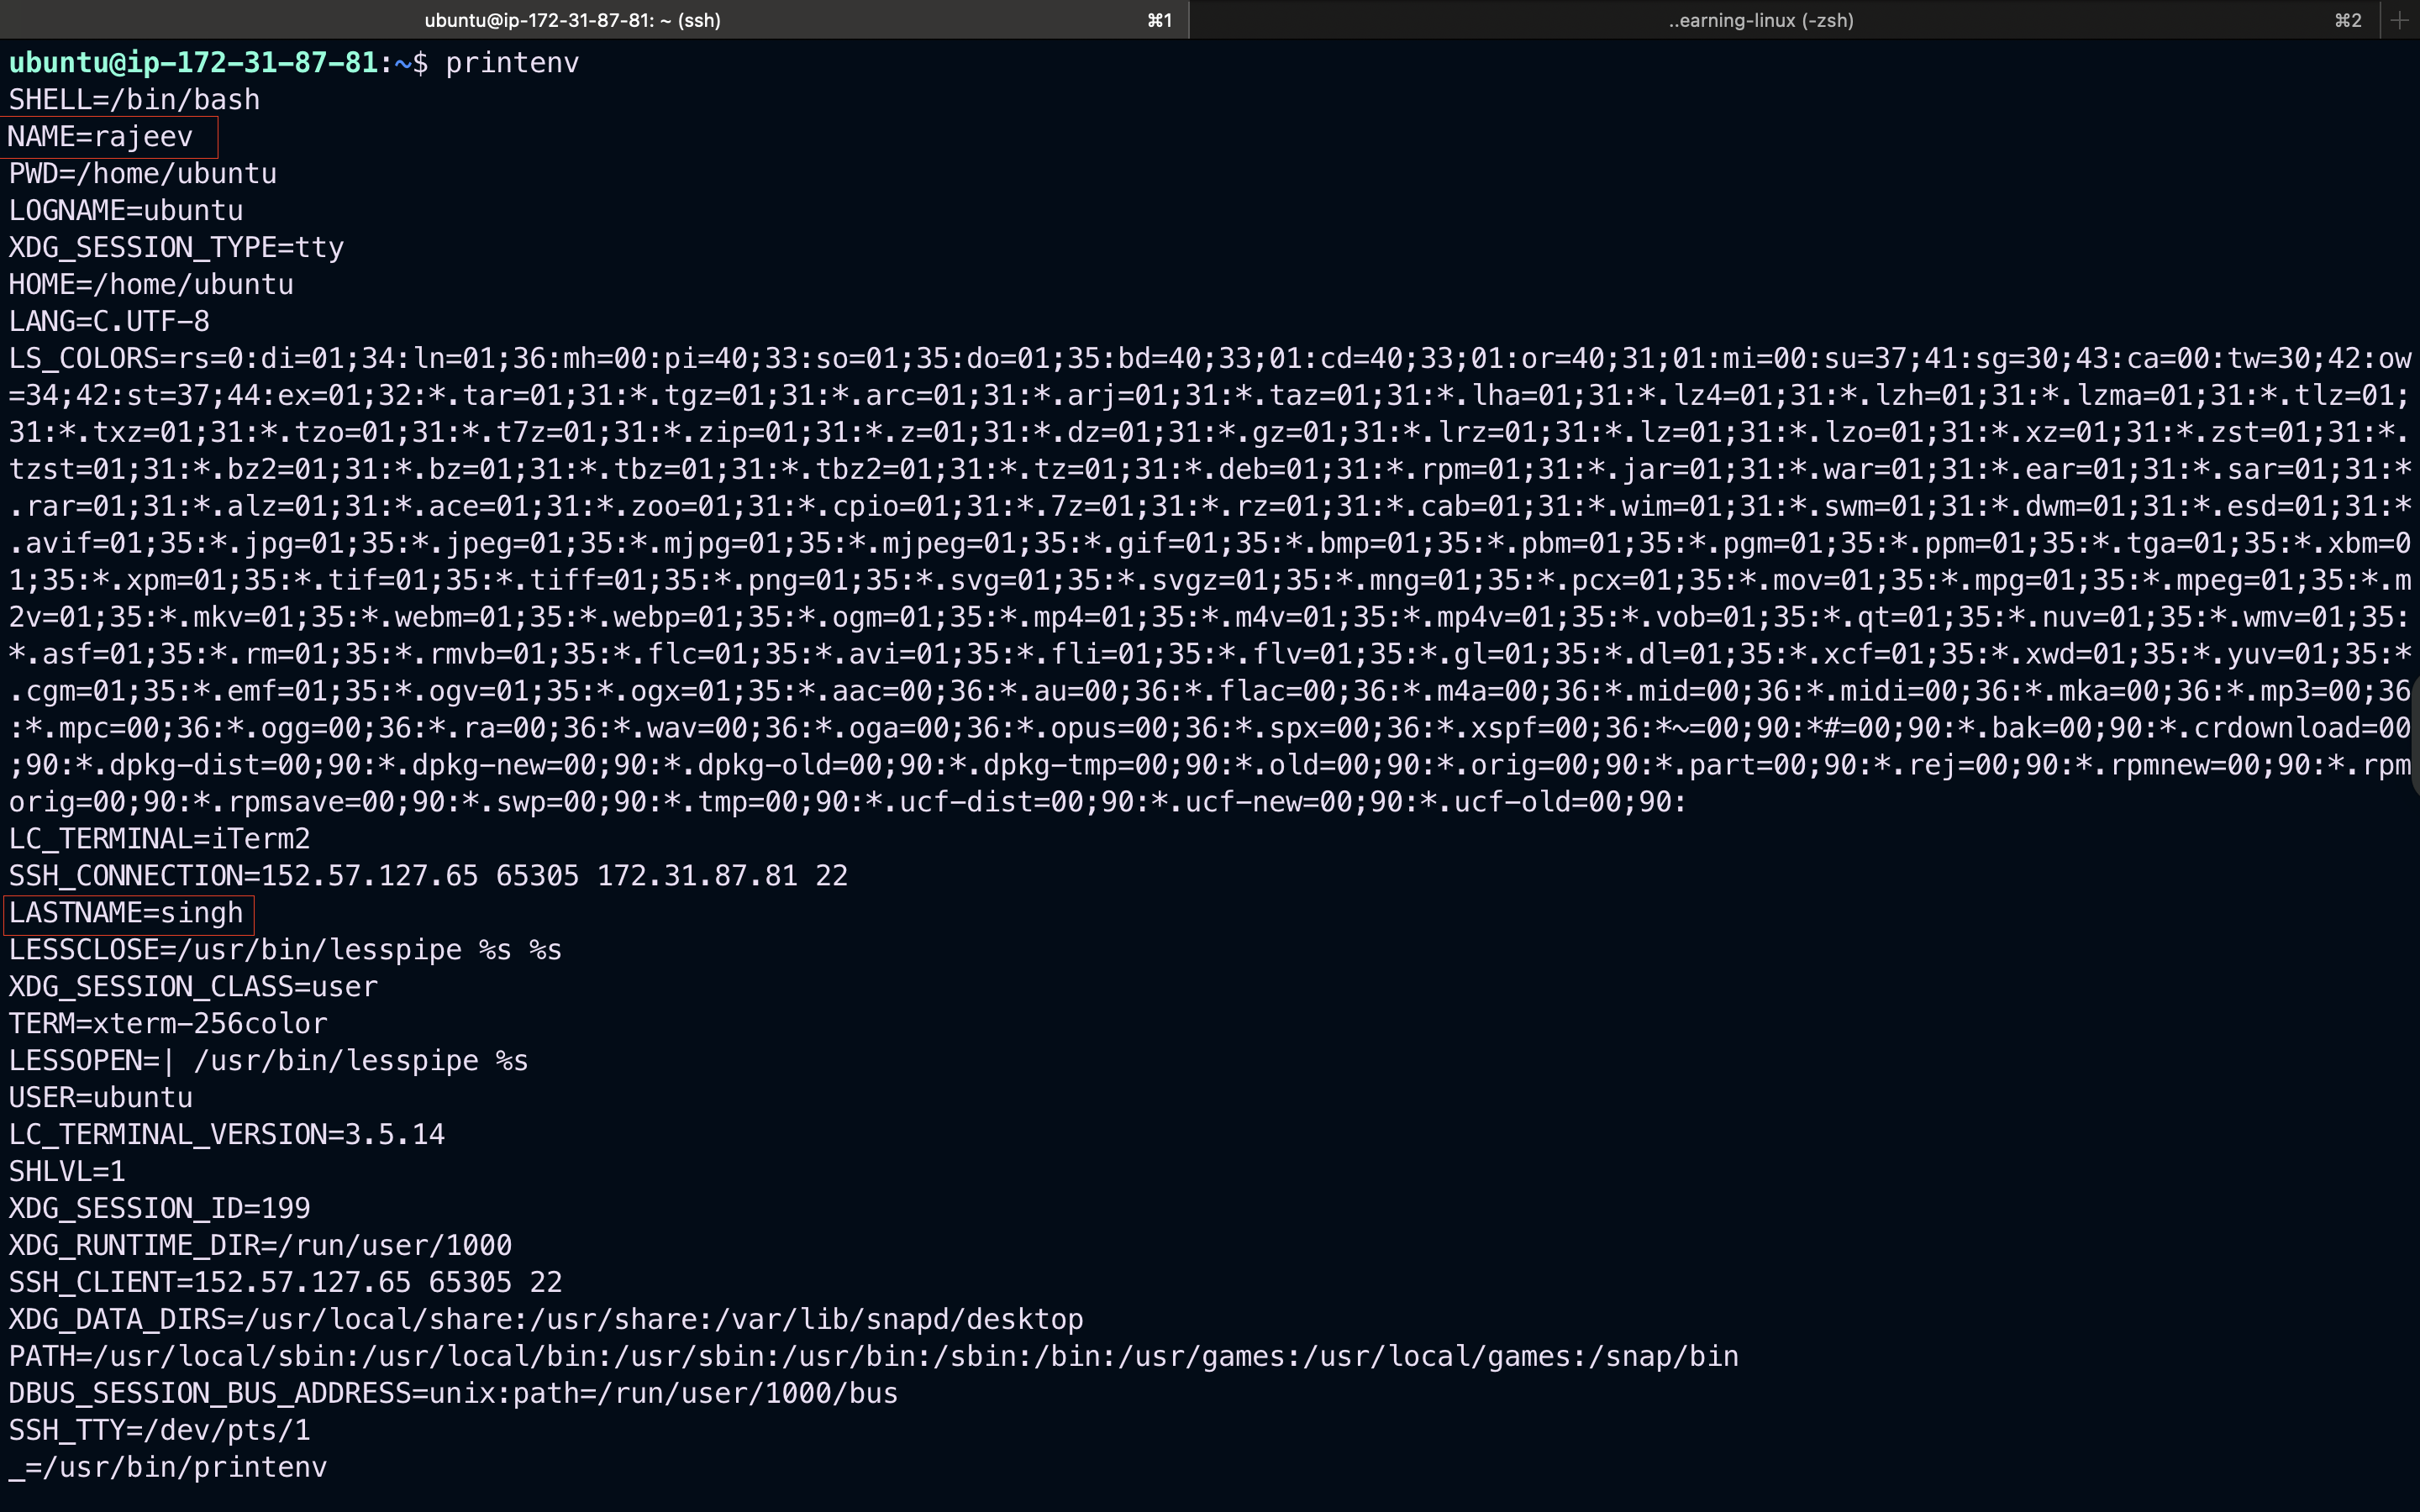 ubuntu@ip-172-31-87-81: ~ (ssh) ⌘1 ..earning-linux (-zsh) ⌘2 +
ubuntu@ip-172-31-87-81:~$ printenv
SHELL=/bin/bash
NAME=rajeev
PWD=/home/ubuntu
LOGNAME=ubuntu
XDG_SESSION_TYPE=tty
HOME=/home/ubuntu
LANG=C.UTF-8
LS_COLORS=rs=0:di=01;34:ln=01;36:mh=00:pi=40;33:so=01;35:do=01;35:bd=40;33;01:cd=40;33;01:or=40;31;01:mi=00:su=37;41:sg=30;43:ca=00:tw=30;42:ow
=34;42:st=37;44:ex=01;32:*.tar=01;31:*.tgz=01;31:*.arc=01;31:*.arj=01;31:*.taz=01;31:*.lha=01;31:*.lz4=01;31:*.lzh=01;31:*.lzma=01;31:*.tlz=01;
31:*.txz=01;31:*.tzo=01;31:*.t7z=01;31:*.zip=01;31:*.z=01;31:*.dz=01;31:*.gz=01;31:*.lrz=01;31:*.lz=01;31:*.lzo=01;31:*.xz=01;31:*.zst=01;31:*.
tzst=01;31:*.bz2=01;31:*.bz=01;31:*.tbz=01;31:*.tbz2=01;31:*.tz=01;31:*.deb=01;31:*.rpm=01;31:*.jar=01;31:*.war=01;31:*.ear=01;31:*.sar=01;31:*
.rar=01;31:*.alz=01;31:*.ace=01;31:*.zoo=01;31:*.cpio=01;31:*.7z=01;31:*.rz=01;31:*.cab=01;31:*.wim=01;31:*.swm=01;31:*.dwm=01;31:*.esd=01;31:*
.avif=01;35:*.jpg=01;35:*.jpeg=01;35:*.mjpg=01;35:*.mjpeg=01;35:*.gif=01;35:*.bmp=01;35:*.pbm=01;35:*.pgm=01;35:*.ppm=01;35:*.tga=01;35:*.xbm=0
1;35:*.xpm=01;35:*.tif=01;35:*.tiff=01;35:*.png=01;35:*.svg=01;35:*.svgz=01;35:*.mng=01;35:*.pcx=01;35:*.mov=01;35:*.mpg=01;35:*.mpeg=01;35:*.m
2v=01;35:*.mkv=01;35:*.webm=01;35:*.webp=01;35:*.ogm=01;35:*.mp4=01;35:*.m4v=01;35:*.mp4v=01;35:*.vob=01;35:*.qt=01;35:*.nuv=01;35:*.wmv=01;35:
*.asf=01;35:*.rm=01;35:*.rmvb=01;35:*.flc=01;35:*.avi=01;35:*.fli=01;35:*.flv=01;35:*.gl=01;35:*.dl=01;35:*.xcf=01;35:*.xwd=01;35:*.yuv=01;35:*
.cgm=01;35:*.emf=01;35:*.ogv=01;35:*.ogx=01;35:*.aac=00;36:*.au=00;36:*.flac=00;36:*.m4a=00;36:*.mid=00;36:*.midi=00;36:*.mka=00;36:*.mp3=00;36
:*.mpc=00;36:*.ogg=00;36:*.ra=00;36:*.wav=00;36:*.oga=00;36:*.opus=00;36:*.spx=00;36:*.xspf=00;36:*~=00;90:*#=00;90:*.bak=00;90:*.crdownload=00
;90:*.dpkg-dist=00;90:*.dpkg-new=00;90:*.dpkg-old=00;90:*.dpkg-tmp=00;90:*.old=00;90:*.orig=00;90:*.part=00;90:*.rej=00;90:*.rpmnew=00;90:*.rpm
orig=00;90:*.rpmsave=00;90:*.swp=00;90:*.tmp=00;90:*.ucf-dist=00;90:*.ucf-new=00;90:*.ucf-old=00;90:
LC_TERMINAL=iTerm2
SSH_CONNECTION=152.57.127.65 65305 172.31.87.81 22
LASTNAME=singh
LESSCLOSE=/usr/bin/lesspipe %s %s
XDG_SESSION_CLASS=user
TERM=xterm-256color
LESSOPEN=| /usr/bin/lesspipe %s
USER=ubuntu
LC_TERMINAL_VERSION=3.5.14
SHLVL=1
XDG_SESSION_ID=199
XDG_RUNTIME_DIR=/run/user/1000
SSH_CLIENT=152.57.127.65 65305 22
XDG_DATA_DIRS=/usr/local/share:/usr/share:/var/lib/snapd/desktop
PATH=/usr/local/sbin:/usr/local/bin:/usr/sbin:/usr/bin:/sbin:/bin:/usr/games:/usr/local/games:/snap/bin
DBUS_SESSION_BUS_ADDRESS=unix:path=/run/user/1000/bus
SSH_TTY=/dev/pts/1
_=/usr/bin/printenv